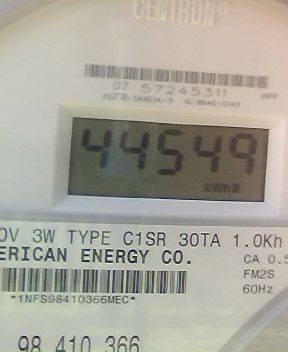 CENTRON®
07 57245311
44549
kWh
0V 3W TYPE C1SR 30TA 1.0Kh
ERICAN ENERGY CO.
CA 0.5
FM2S
*1NFS98410366MEC*
60Hz
98 410 366